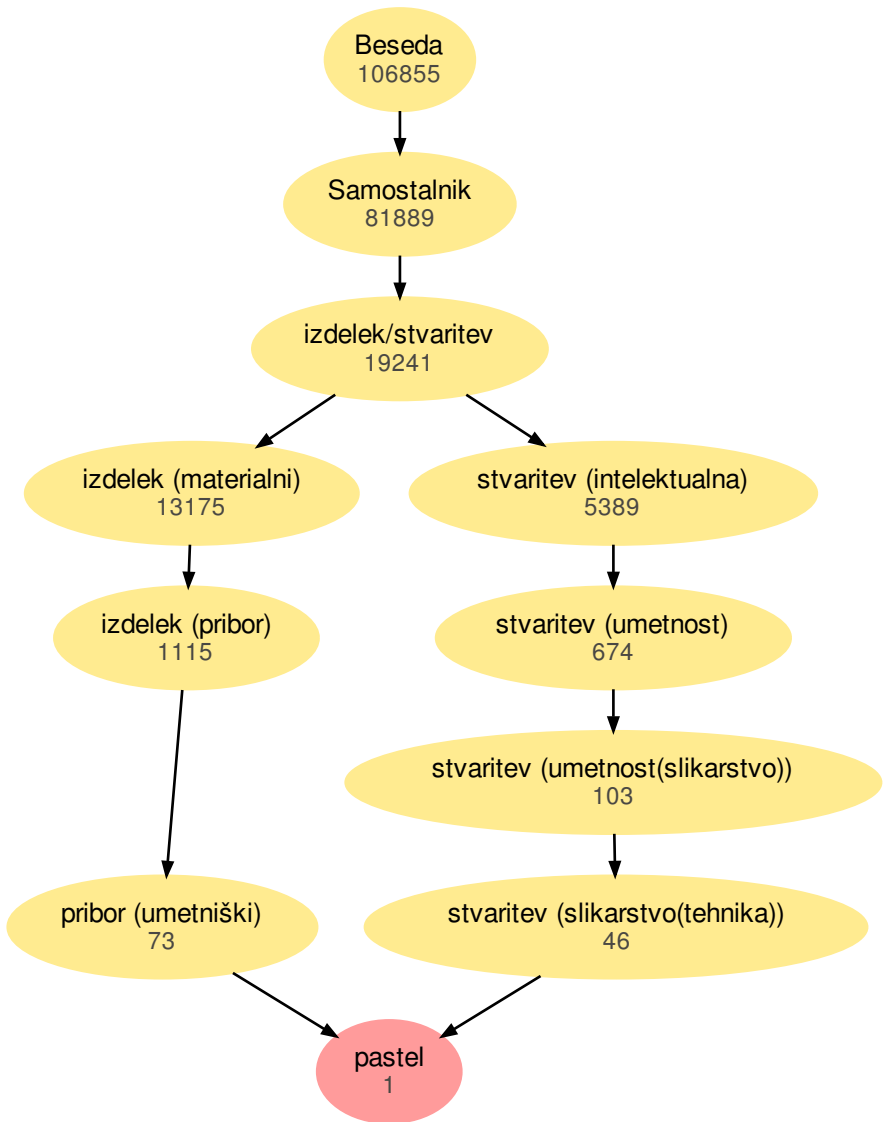 Beseda
106855
Samostalnik
81889
izdelek/stvaritev
19241
izdelek (materialni)
13175
stvaritev (intelektualna)
5389
izdelek (pribor)
1115
stvaritev (umetnost)
674
stvaritev (umetnost(slikarstvo))
103
pribor (umetniški)
73
stvaritev (slikarstvo(tehnika))
46
pastel
1